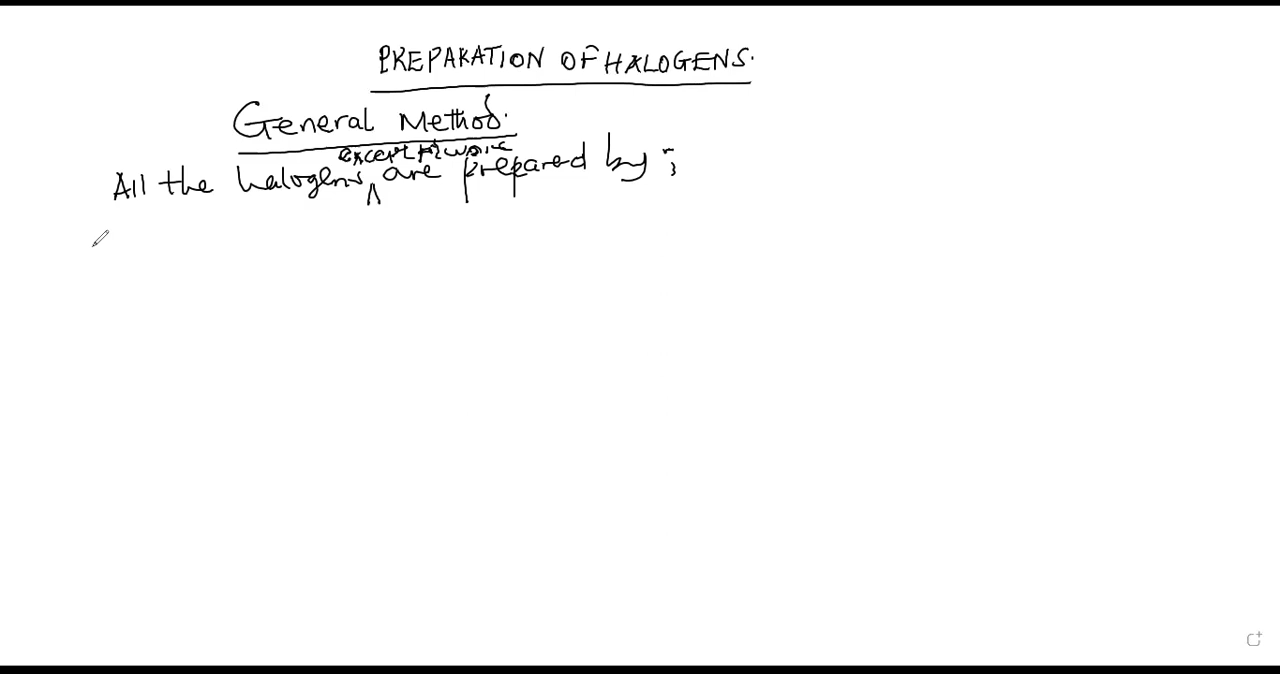 PREPARATION OF HALOGENS.
General Method.
except fluorine
All the halogens ^ are prepared by ;